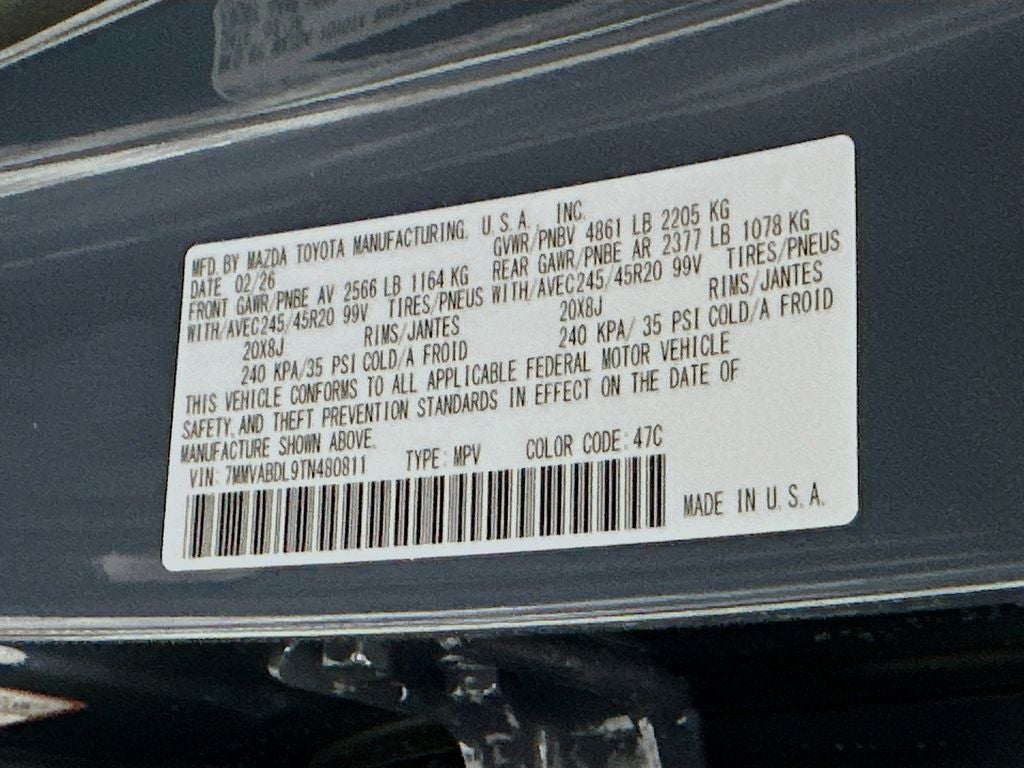 MFD. BY MAZDA TOYOTA MANUFACTURING, U.S.A., INC.
DATE 02/26 GVWR/PNBV 4861 LB 2205 KG
FRONT GAWR/PNBE AV 2566 LB 1164 KG REAR GAWR/PNBE AR 2377 LB 1078 KG
WITH/AVEC 245/45R20 99V TIRES/PNEUS WITH/AVEC 245/45R20 99V TIRES/PNEUS
20X8J RIMS/JANTES 20X8J RIMS/JANTES
240 KPA/35 PSI COLD/A FROID 240 KPA/ 35 PSI COLD/A FROID
THIS VEHICLE CONFORMS TO ALL APPLICABLE FEDERAL MOTOR VEHICLE
SAFETY, AND THEFT PREVENTION STANDARDS IN EFFECT ON THE DATE OF
MANUFACTURE SHOWN ABOVE.
VIN: 7MMVABDL9TN480811 TYPE: MPV COLOR CODE: 47C
MADE IN U.S.A.